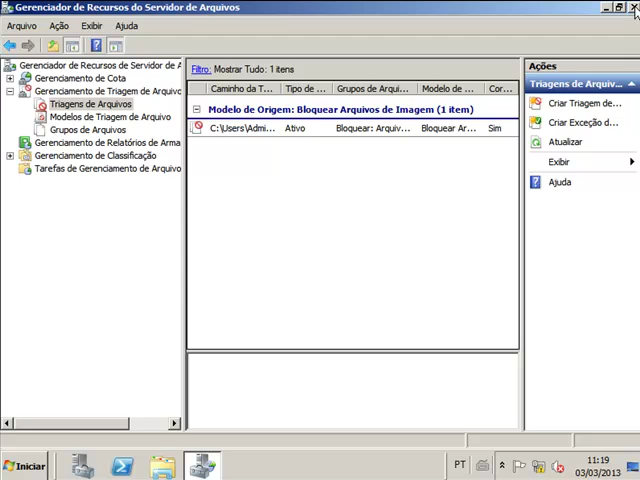 Gerenciador de Recursos do Servidor de Arquivos
Arquivo Ação Exibir Ajuda
Gerenciador de Recursos do Servidor de A
Gerenciamento de Cota
Gerenciamento de Triagem de Arquivo
Triagens de Arquivos
Modelos de Triagem de Arquivo
Grupos de Arquivos
Gerenciamento de Relatórios de Arma
Gerenciamento de Classificação
Tarefas de Gerenciamento de Arquivo
Filtro: Mostrar Tudo: 1 itens
Caminho da T... Tipo de ... Grupos de Arqui... Modelo de ... Cor...
Modelo de Origem: Bloquear Arquivos de Imagem (1 item)
C:\Users\Admi... Ativo Bloquear: Arquiv... Bloquear Ar... Sim
Ações
Triagens de Arquiv...
Criar Triagem de...
Criar Exceção d...
Atualizar
Exibir
Ajuda
Iniciar
PT
11:19
03/03/2013